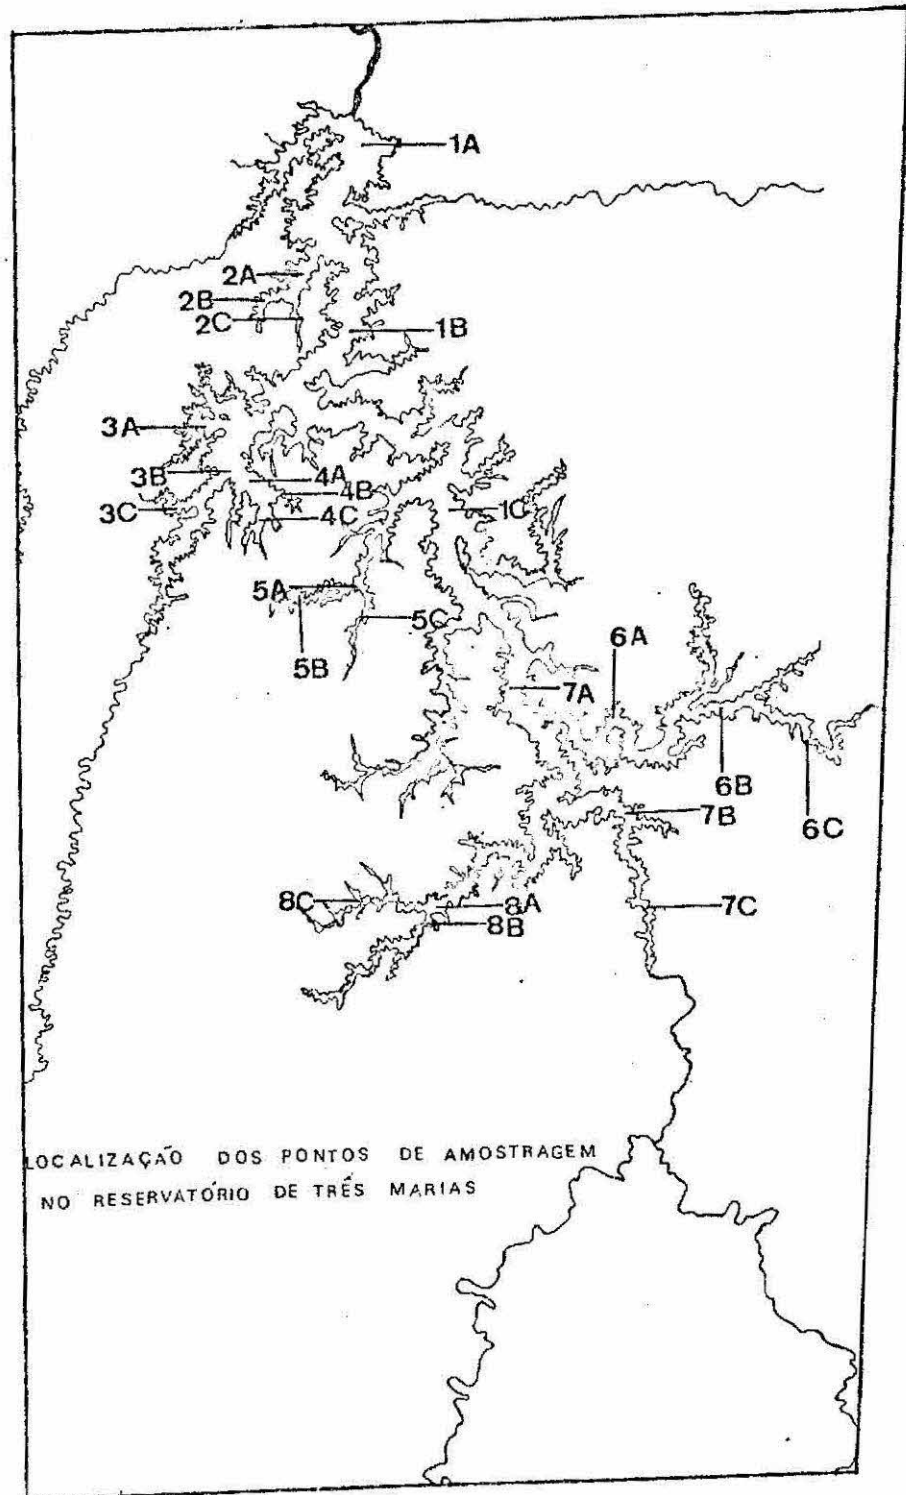 1A
2A
2B
2C
1B
3A
3B
4A
4B
3C
4C
1C
5A
5C
5B
6A
7A
6B
7B
6C
8C
8A
8B
7C
LOCALIZAÇÃO DOS PONTOS DE AMOSTRAGEM
NO RESERVATÓRIO DE TRÊS MARIAS